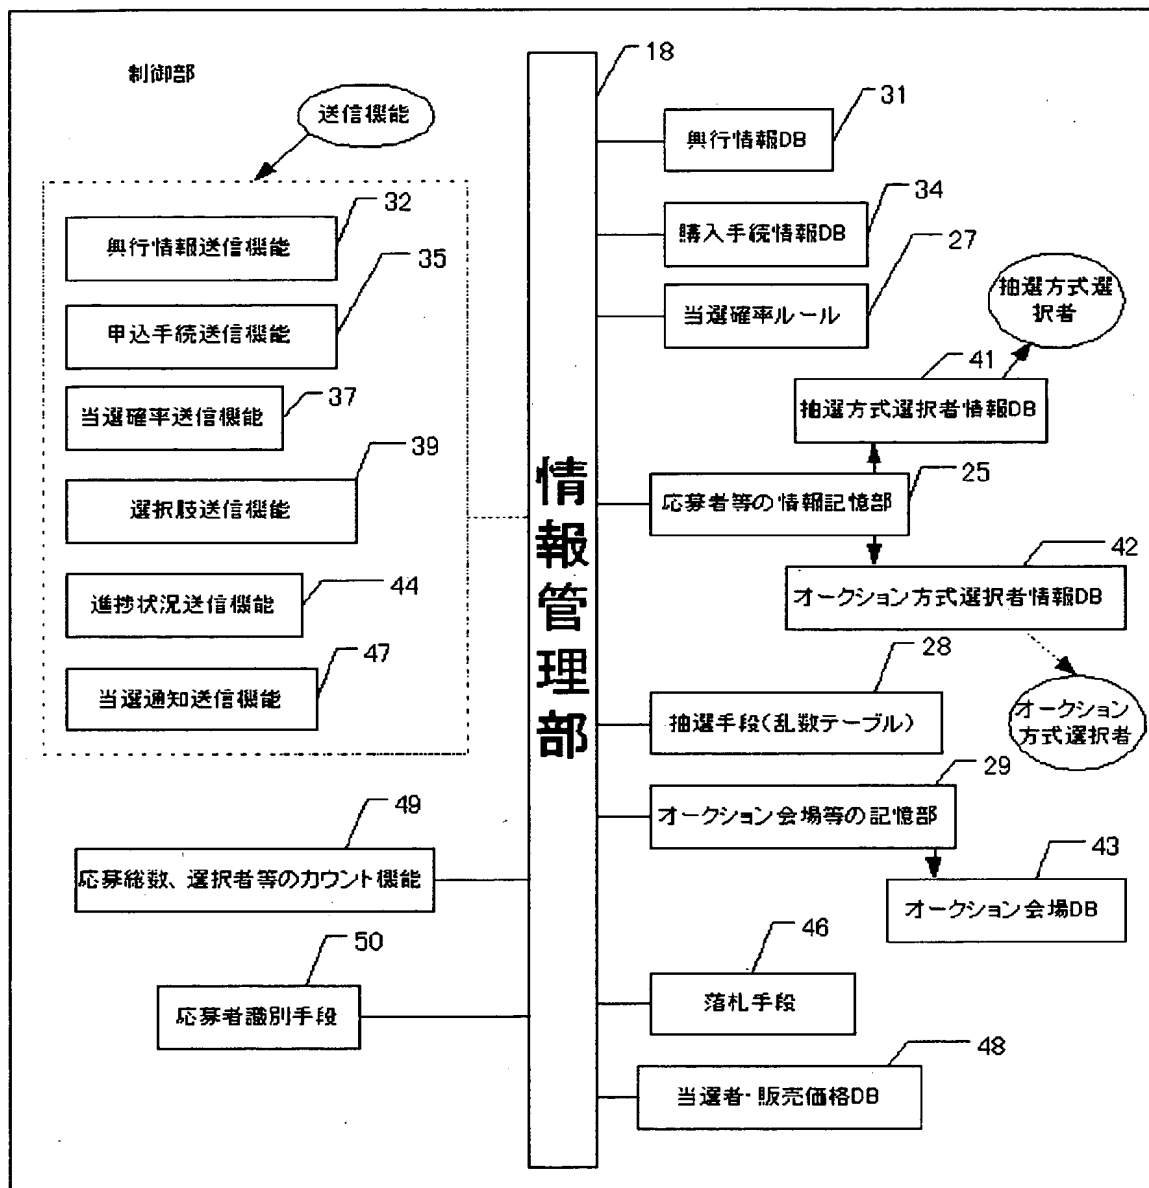 制御部
送信機能
32
興行情報送信機能
35
申込手続送信機能
37
当選確率送信機能
39
選択肢送信機能
44
進捗状況送信機能
47
当選通知送信機能
49
応募総数、選択者等のカウント機能
50
応募者識別手段
18
情報管理部
31
興行情報DB
34
購入手続情報DB
27
当選確率ルール
抽選方式選
択者
41
抽選方式選択者情報DB
25
応募者等の情報記憶部
42
オークション方式選択者情報DB
28
抽選手段(乱数テーブル)
オークション
方式選択者
29
オークション会場等の記憶部
43
オークション会場DB
46
落札手段
48
当選者・販売価格DB